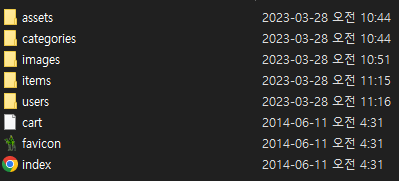 assets 2023-03-28 오전 10:44
categories 2023-03-28 오전 10:44
images 2023-03-28 오전 10:51
items 2023-03-28 오전 11:15
users 2023-03-28 오전 11:16
cart 2014-06-11 오전 4:31
favicon 2014-06-11 오전 4:31
index 2014-06-11 오전 4:31